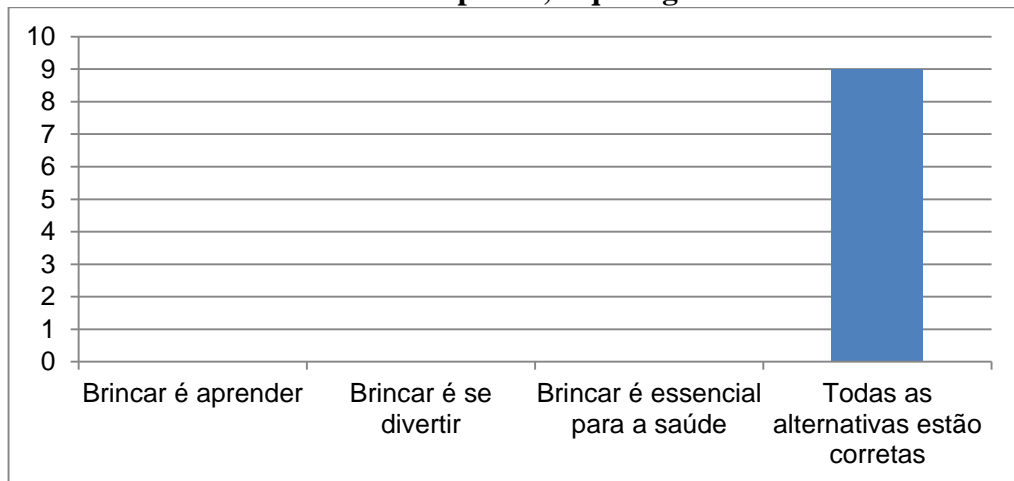 10
9
8
7
6
5
4
3
2
1
0
Brincar é aprender
Brincar é se
divertir
Brincar é essencial
para a saúde
Todas as
alternativas estão
corretas